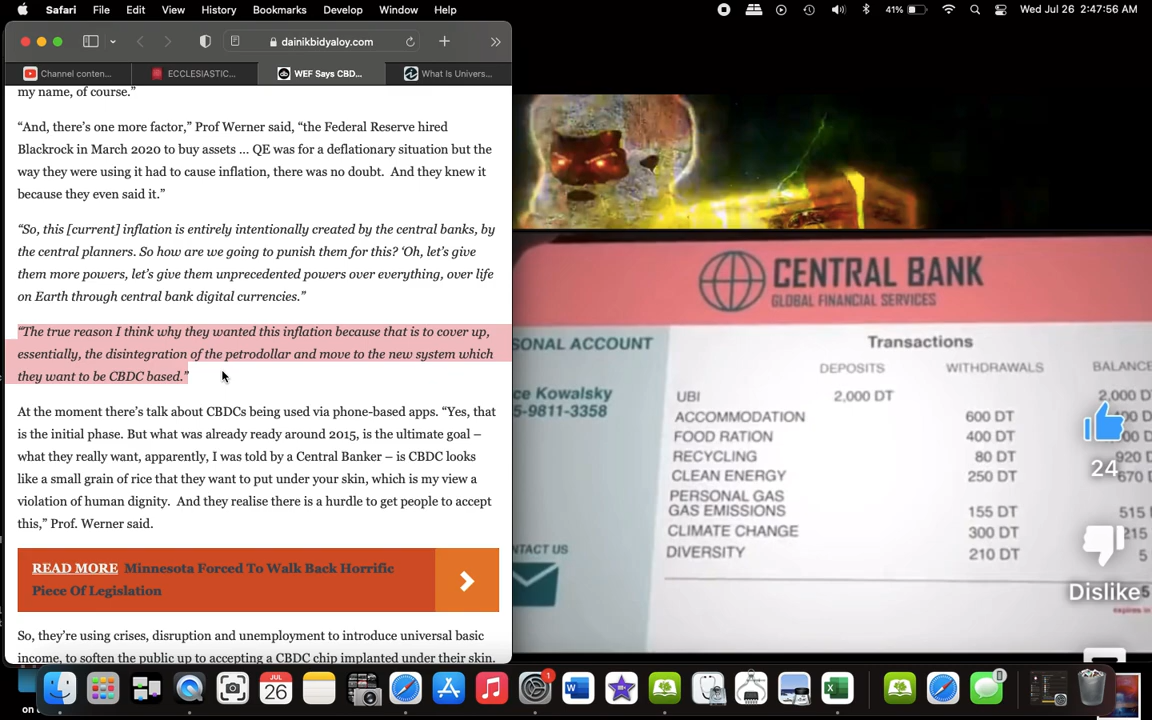 Safari File Edit View History Bookmarks Develop Window Help
41% Wed Jul 26 2:47:56 AM
dainikbidyaloy.com
Channel conten... ECCLESIASTIC... WEF Says CBD... What Is Univers...
my name, of course.”
“And, there’s one more factor,” Prof Werner said, “the Federal Reserve hired
Blackrock in March 2020 to buy assets … QE was for a deflationary situation but the
way they were using it had to cause inflation, there was no doubt.  And they knew it
because they even said it.”
“So, this [current] inflation is entirely intentionally created by the central banks, by
the central planners. So how are we going to punish them for this? ‘Oh, let’s give
them more powers, let’s give them unprecedented powers over everything, over life
on Earth through central bank digital currencies.”
“The true reason I think why they wanted this inflation because that is to cover up,
essentially, the disintegration of the petrodollar and move to the new system which
they want to be CBDC based.”
At the moment there’s talk about CBDCs being used via phone-based apps. “Yes, that
is the initial phase. But what was already ready around 2015, is the ultimate goal –
what they really want, apparently, I was told by a Central Banker – is CBDC looks
like a small grain of rice that they want to put under your skin, which is my view a
violation of human dignity.  And they realise there is a hurdle to get people to accept
this,” Prof. Werner said.
READ MORE Minnesota Forced To Walk Back Horrific
Piece Of Legislation
So, they’re using crises, disruption and unemployment to introduce universal basic
income, to soften the public up to accepting a CBDC chip implanted under their skin.
CENTRAL BANK
GLOBAL FINANCIAL SERVICES
SONAL ACCOUNT
ce Kowalsky
5-9811-3358
NTACT US
Transactions
DEPOSITS WITHDRAWALS BALANCE
UBI 2,000 DT 2,000 D
ACCOMMODATION 600 DT
FOOD RATION 400 DT
RECYCLING 80 DT 920
CLEAN ENERGY 250 DT 670
PERSONAL GAS
GAS EMISSIONS 155 DT 515
CLIMATE CHANGE 300 DT 215
DIVERSITY 210 DT 5
24
Dislike
JUL
26
1
on